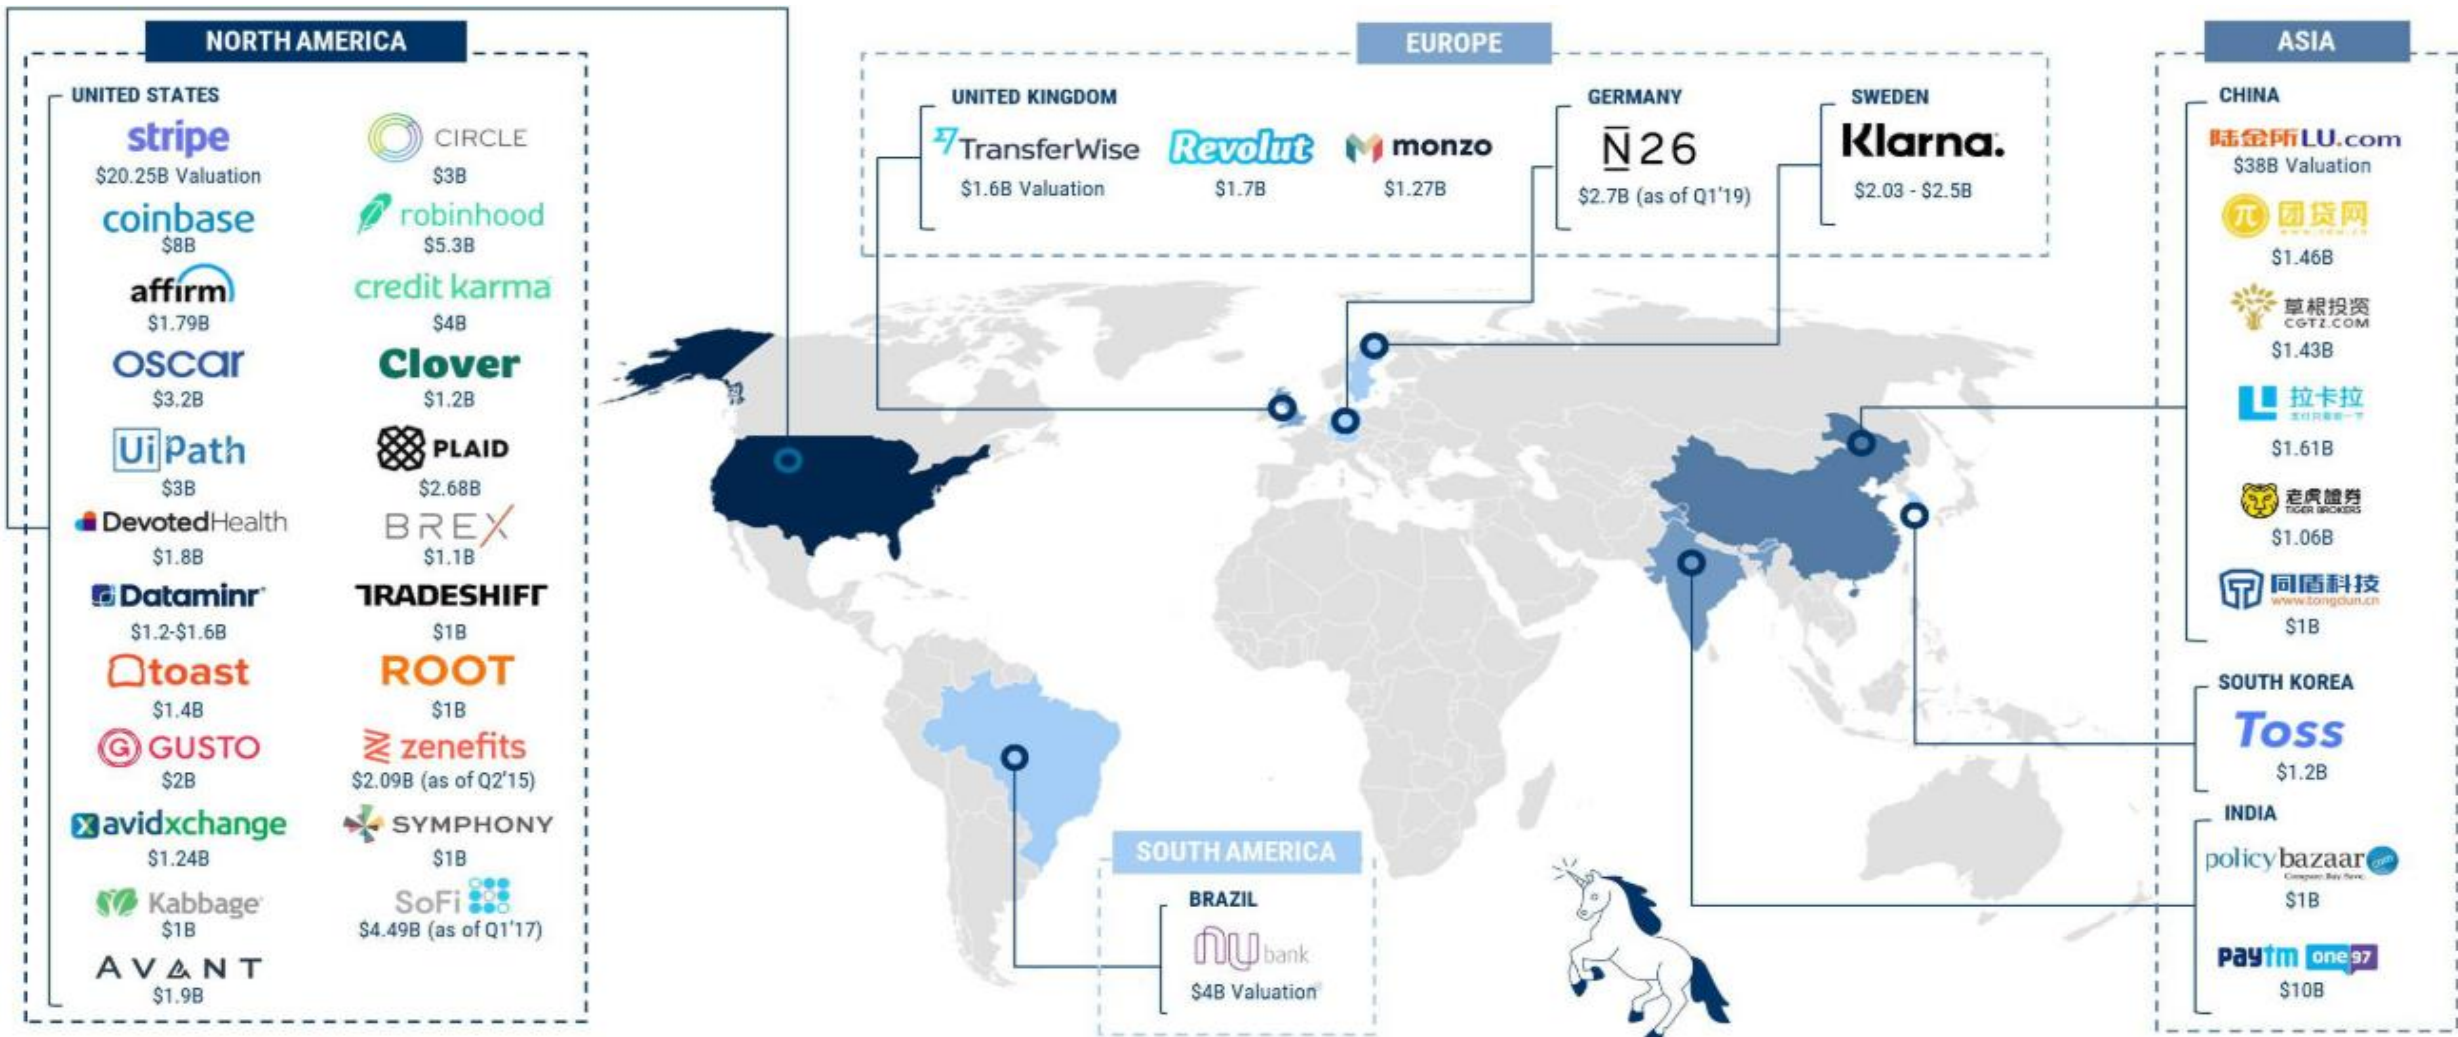 NORTH AMERICA
UNITED STATES
stripe
$20.25B Valuation
CIRCLE
$3B
coinbase
$8B
robinhood
$5.3B
affirm
$1.79B
credit karma
$4B
oscar
$3.2B
Clover
$1.2B
UiPath
$3B
PLAID
$2.68B
DevotedHealth
$1.8B
BREX
$1.1B
Dataminr
$1.2-$1.6B
TRADESHIFT
$1B
toast
$1.4B
ROOT
$1B
G GUSTO
$2B
zenefits
$2.09B (as of Q2'15)
avidxchange
$1.24B
SYMPHONY
$1B
Kabbage
$1B
SoFi
$4.49B (as of Q1'17)
AVANT
$1.9B
EUROPE
UNITED KINGDOM
TransferWise
$1.6B Valuation
Revolut
$1.7B
monzo
$1.27B
GERMANY
N26
$2.7B (as of Q1'19)
SWEDEN
Klarna.
$2.03 - $2.5B
SOUTH AMERICA
BRAZIL
nu bank
$4B Valuation
ASIA
CHINA
陆金所LU.com
$38B Valuation
团贷网
$1.46B
草根投资
CGTZ.COM
$1.43B
拉卡拉
$1.61B
老虎證券
TIGER BROKERS
$1.06B
同盾科技
www.tongdun.cn
$1B
SOUTH KOREA
Toss
$1.2B
INDIA
policybazaar.com
Compare. Buy. Save.
$1B
paytm one97
$10B